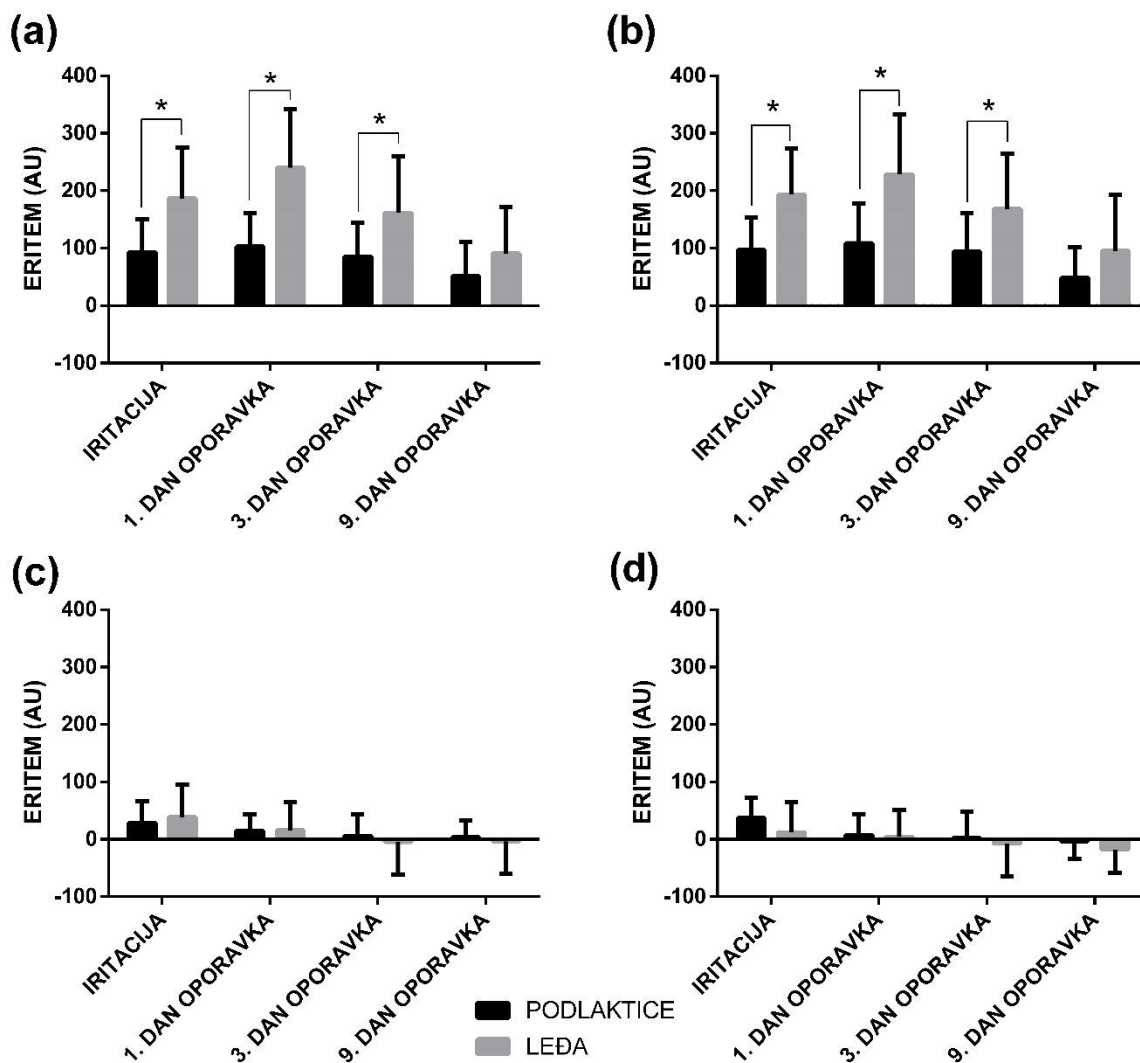 (a)
ERITEM (AU)
400
300
200
100
0
-100
*
*
*
IRITACIJA
1. DAN OPORAVKA
3. DAN OPORAVKA
9. DAN OPORAVKA
(b)
ERITEM (AU)
400
300
200
100
0
-100
*
*
*
IRITACIJA
1. DAN OPORAVKA
3. DAN OPORAVKA
9. DAN OPORAVKA
(c)
ERITEM (AU)
400
300
200
100
0
-100
IRITACIJA
1. DAN OPORAVKA
3. DAN OPORAVKA
9. DAN OPORAVKA
(d)
ERITEM (AU)
400
300
200
100
0
-100
IRITACIJA
1. DAN OPORAVKA
3. DAN OPORAVKA
9. DAN OPORAVKA
PODLAKTICE
LEĐA